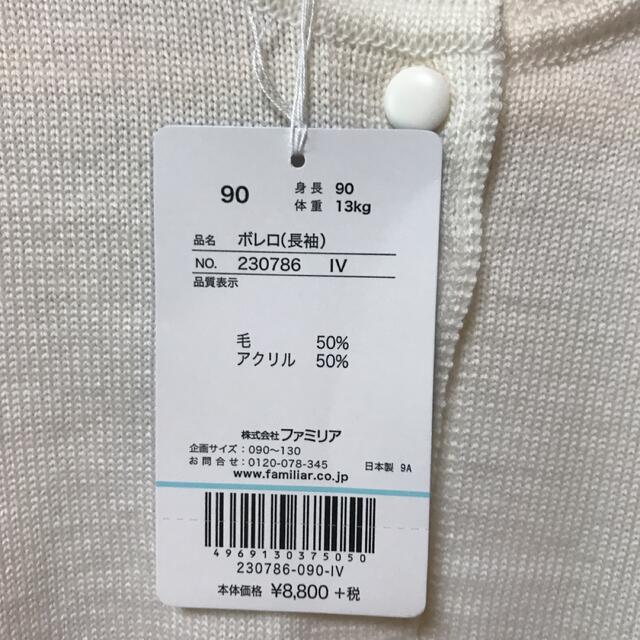 90
身長 90
体重 13kg
品名 ボレロ(長袖)
NO. 230786 IV
品質表示
毛 50%
アクリル 50%
株式会社ファミリア
企画サイズ:090〜130
お問合せ:0120-078-345
日本製 9A
www.familiar.co.jp
4969130375050
230786-090-IV
本体価格 ¥8,800 +税